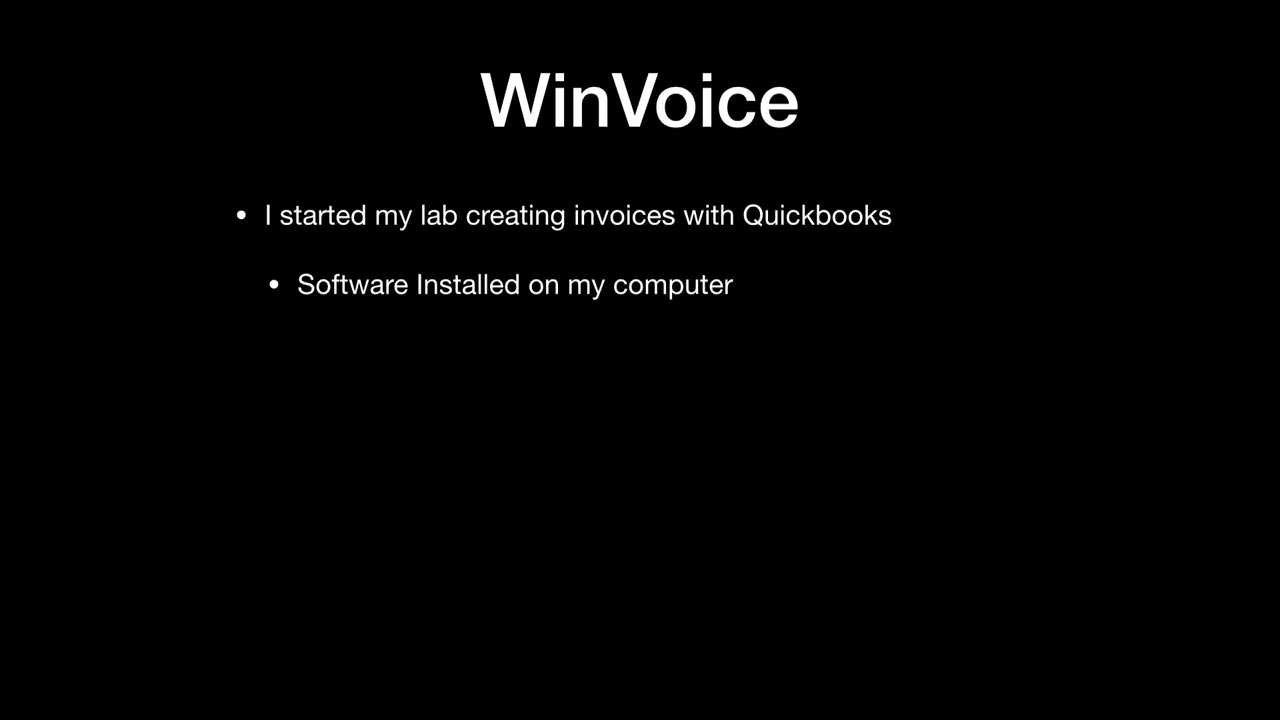 WinVoice
• I started my lab creating invoices with Quickbooks
• Software Installed on my computer